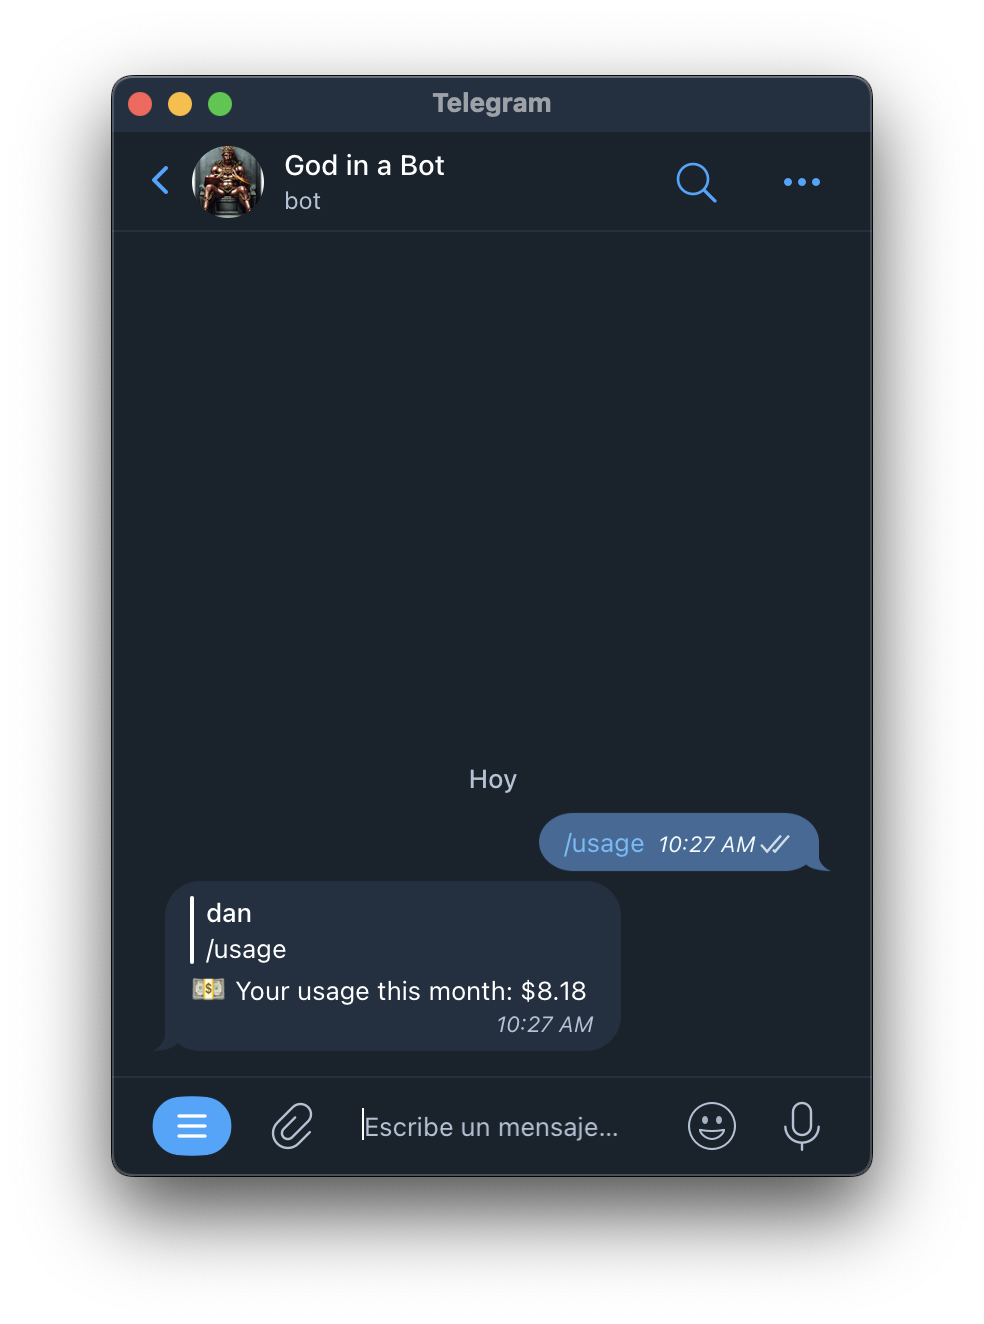 Telegram
God in a Bot
bot
Hoy
/usage 10:27 AM
dan
/usage
💵 Your usage this month: $8.18
10:27 AM
Escribe un mensaje...